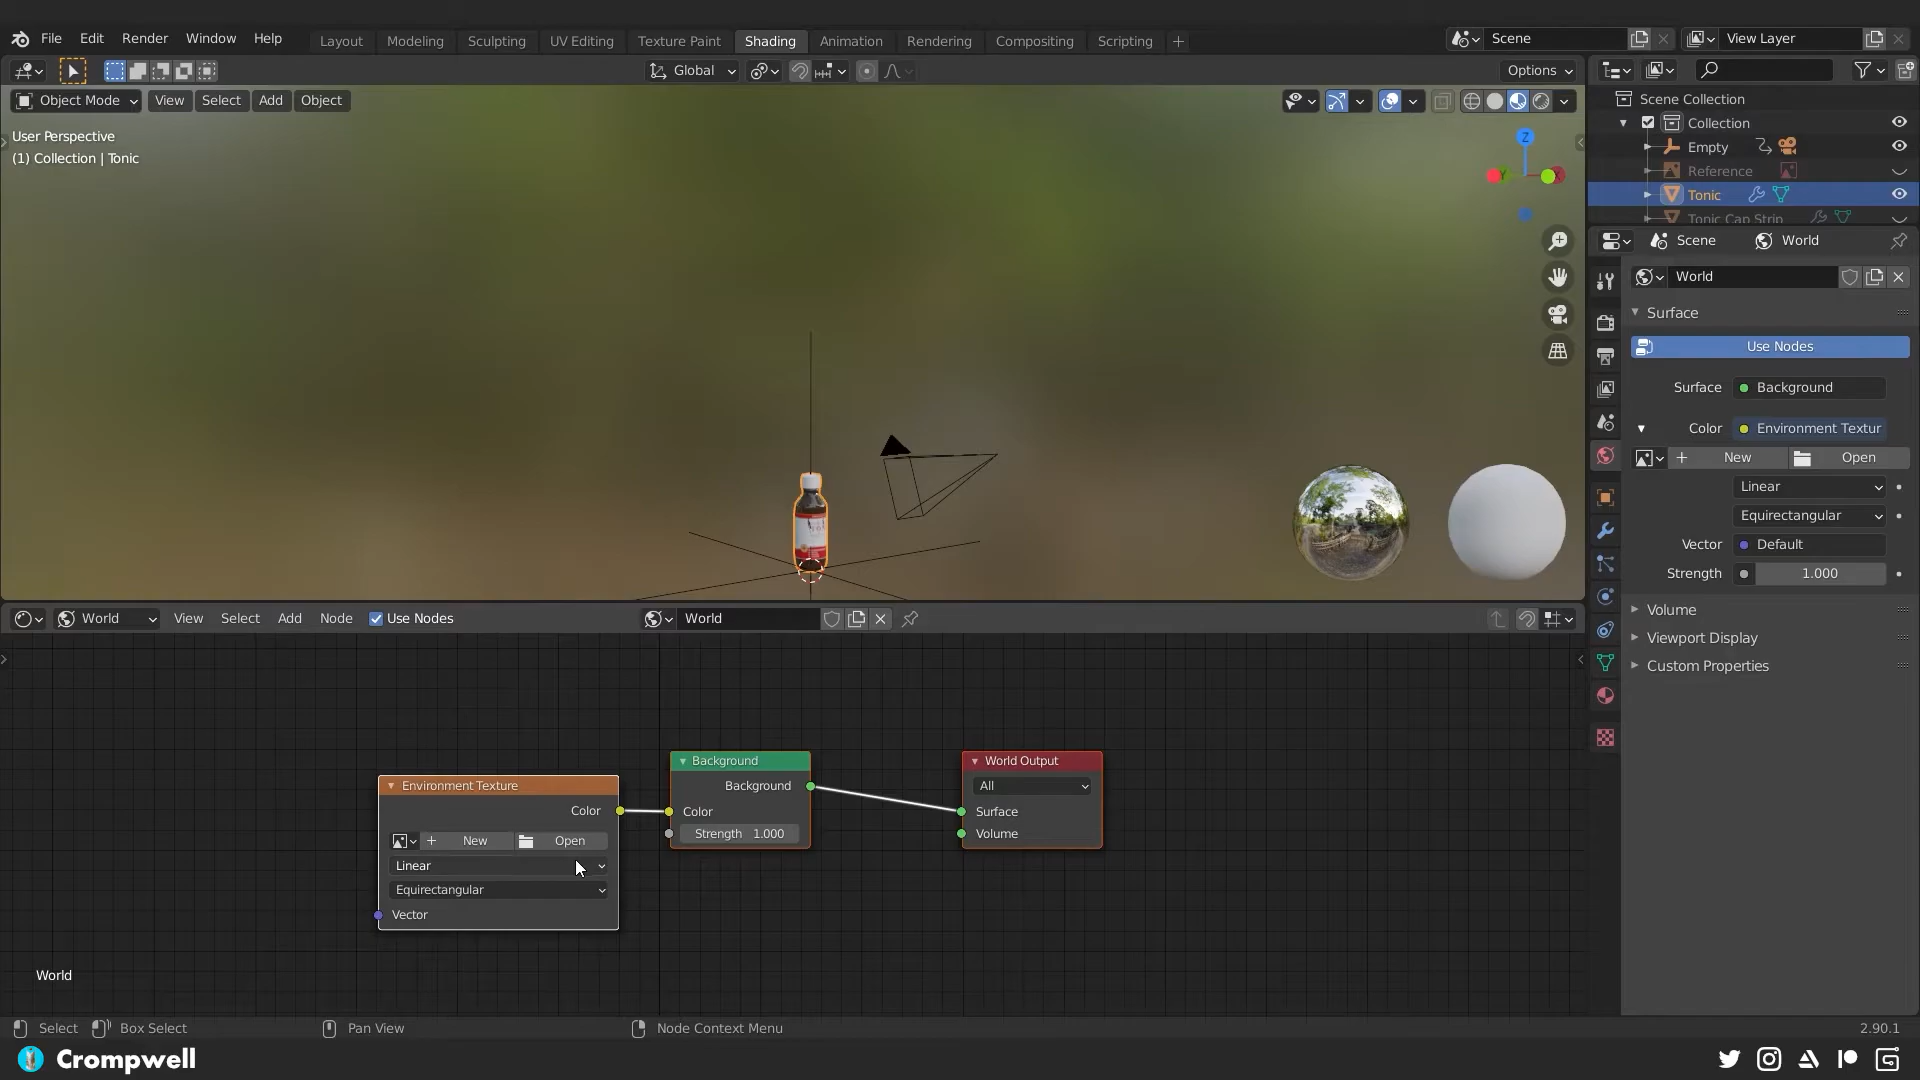 File Edit Render Window Help
Layout Modeling Sculpting UV Editing Texture Paint Shading Animation Rendering Compositing Scripting +
Scene
View Layer
Global
Options
Object Mode View Select Add Object
User Perspective
(1) Collection | Tonic
Z
Y
X
Scene Collection
Collection
Empty
Reference
Tonic
Tonic Cap Strip
Scene World
World
Surface
Use Nodes
Surface Background
Color Environment Textur
New Open
Linear
Equirectangular
Vector Default
Strength 1.000
Volume
Viewport Display
Custom Properties
World View Select Add Node Use Nodes
World
Environment Texture
Color
New Open
Linear
Equirectangular
Vector
Background
Background
Color
Strength 1.000
World Output
All
Surface
Volume
World
Select Box Select Pan View Node Context Menu
2.90.1
Crompwell